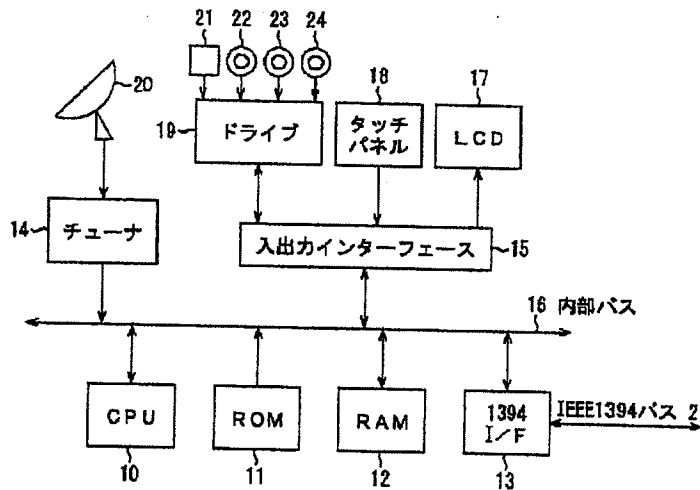 21 22 23 24
20
18
17
19
ドライブ
タッチ
パネル
LCD
14
チューナ
入出力インターフェース
15
16 内部バス
CPU
ROM
RAM
1394
I/F
IEEE1394バス 2
10
11
12
13